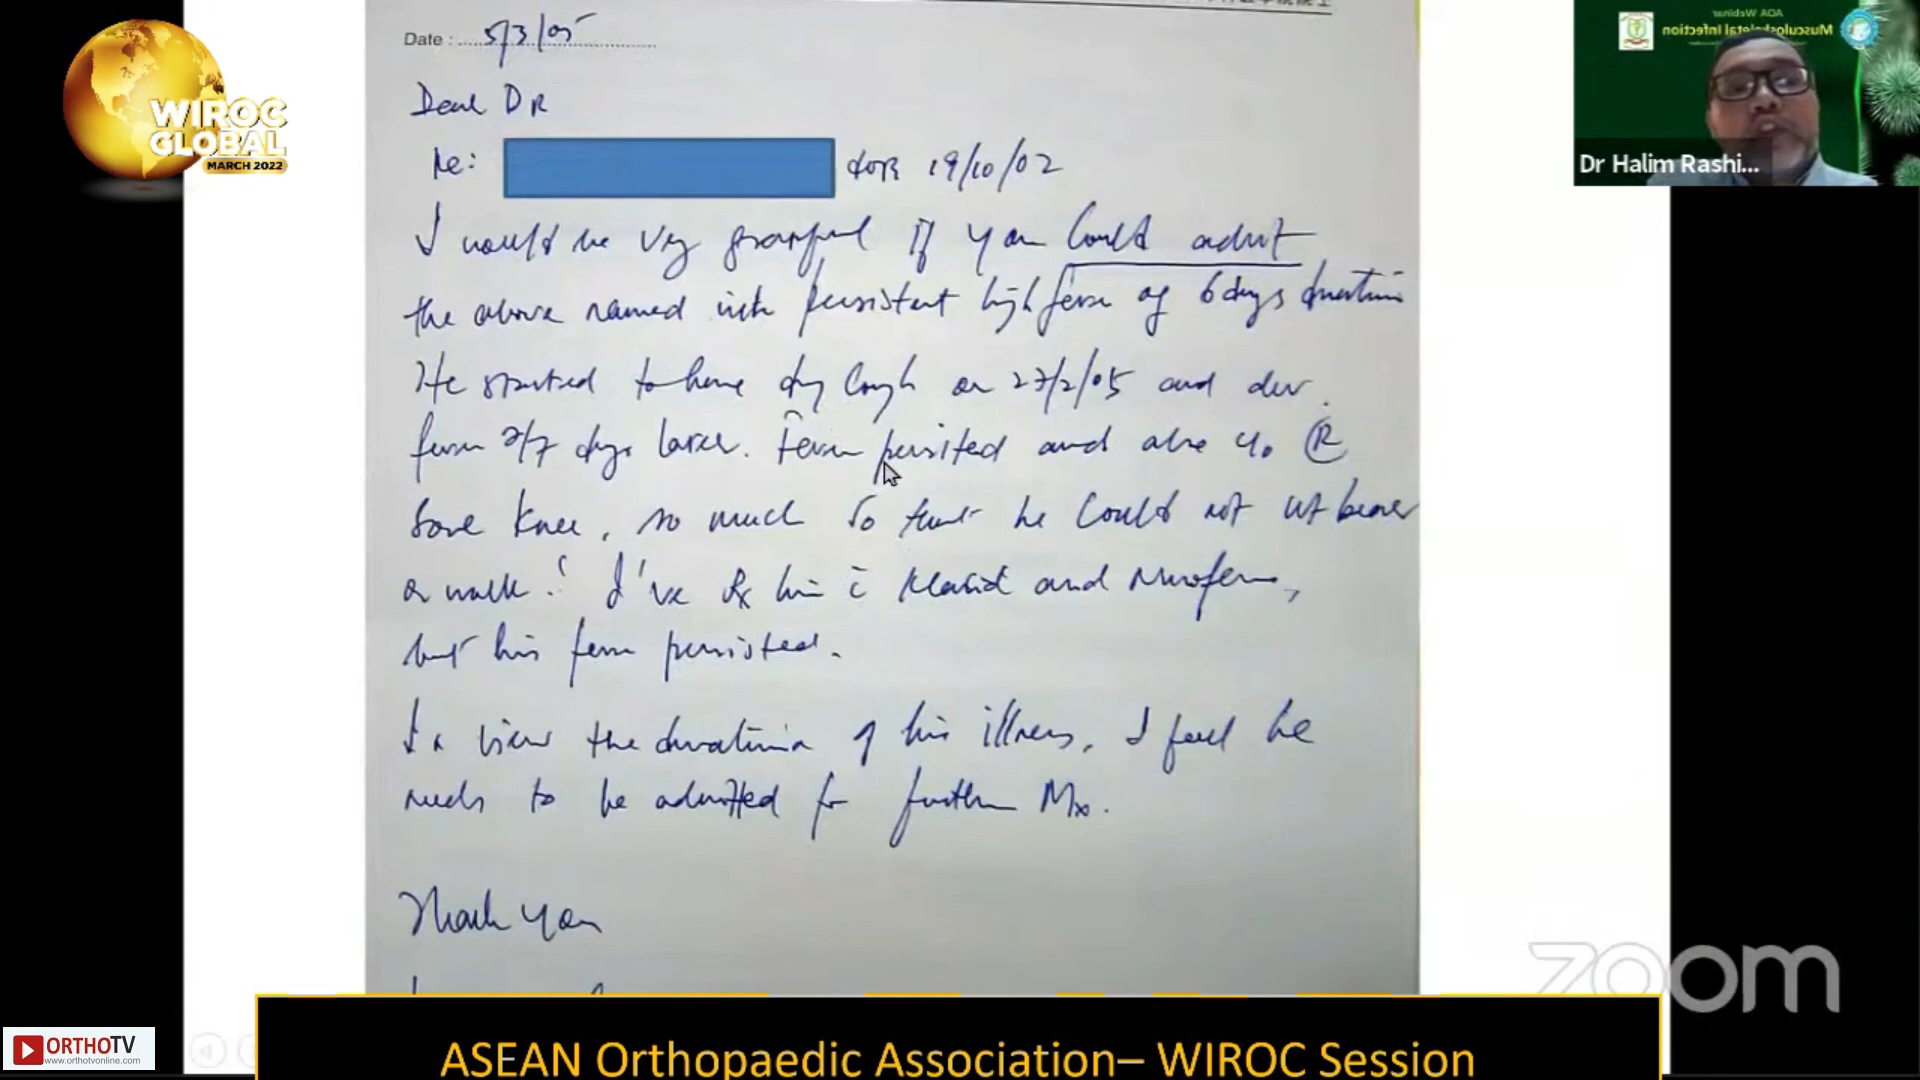 WIROC
GLOBAL
MARCH 2022
Date : 5/3/05
Dear DR
Re: DOB 19/10/02
I would be very grateful if you could admit
the above named with persistent high fever of 6 days duration
He started to have dry cough on 27/2/05 and dev.
fever 2/7 days later. Fever persisted and also c/o R
sore knee, so much so that he could not wt bear
or walk! I've Rx him c Klacid and Nurofen,
but his fever persisted.
In view the duration of his illness, I feel he
needs to be admitted for further Mx.
Thank you
AOA Webinar
Musculoskeletal Infection
Dr Halim Rashi...
zoom
ORTHOTV
www.orthotvonline.com
ASEAN Orthopaedic Association– WIROC Session